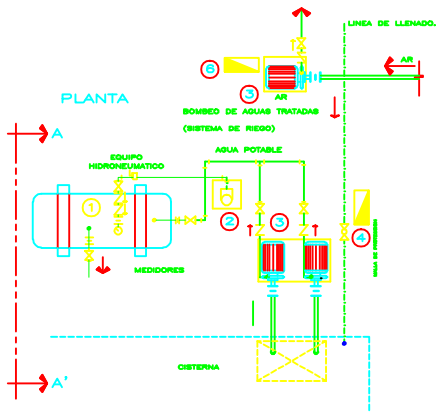 LINEA DE LLENADO.
AR
6
3
AR
PLANTA
BOMBEO DE AGUAS TRATADAS
(SISTEMA DE RIEGO)
A
AGUA POTABLE
EQUIPO
HIDRONEUMATICO
1
2
3
4
MEDIDORES
CISTERNA
A'